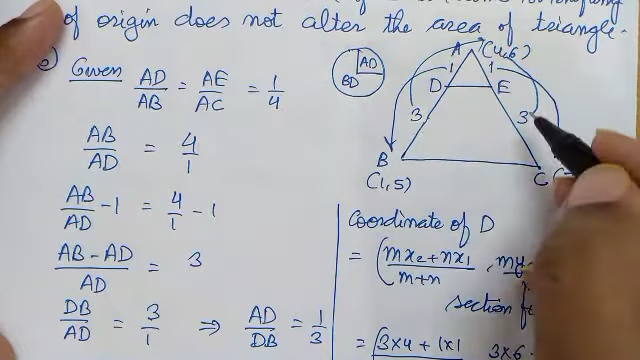 of origin does not alter the area of triangle.
e) Given AD/AB = AE/AC = 1/4
AB/AD = 4/1
AB/AD - 1 = 4/1 - 1
AB - AD/AD = 3
DB/AD = 3/1 ⇒ AD/DB = 1/3
AD
BD
A (4,6)
1 1
D E
3 3
B C
(1,5)
Coordinate of D
= (mx₂+nx₁/m+n , my
section f
= (3×4 + 1×1 3×6